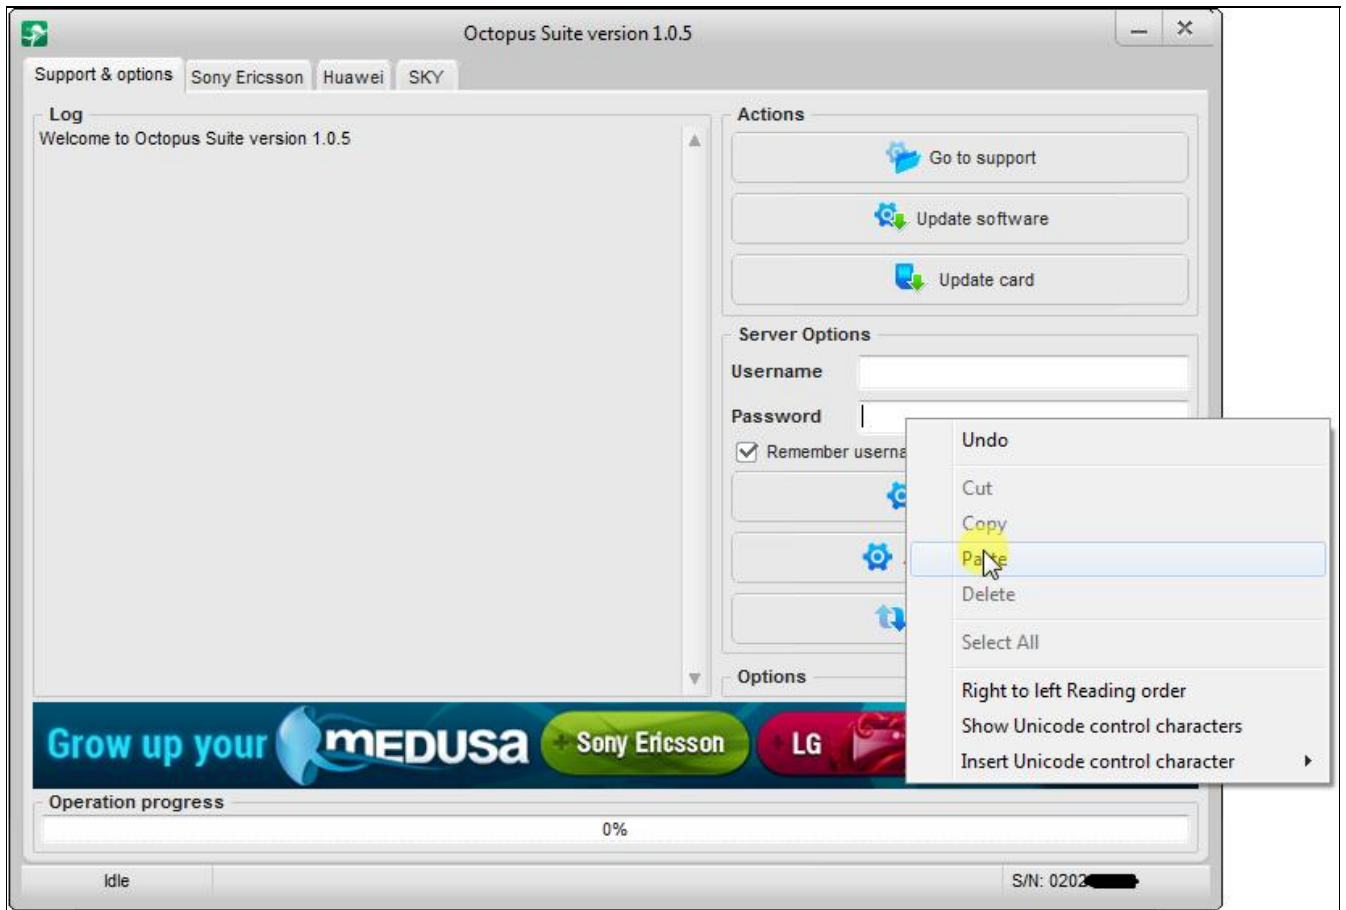 Octopus Suite version 1.0.5
Support & options Sony Ericsson Huawei SKY
Log
Welcome to Octopus Suite version 1.0.5
Actions
Go to support
Update software
Update card
Server Options
Username
Password
Remember userna
Undo
Cut
Copy
Paste
Delete
Select All
Right to left Reading order
Show Unicode control characters
Insert Unicode control character
Options
Grow up your MEDUSA + Sony Ericsson + LG
Operation progress
0%
Idle
S/N: 0202